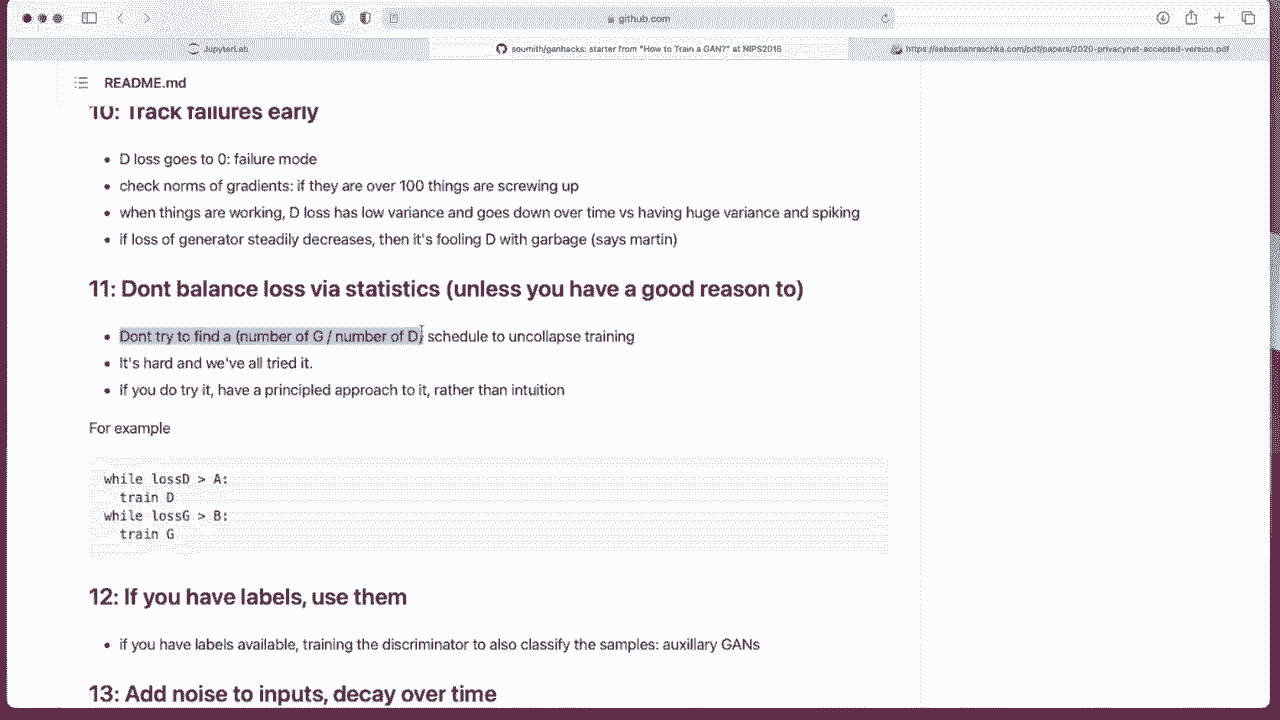 github.com
JupyterLab
soumith/ganhacks: starter from "How to Train a GAN?" at NIPS2016
https://sebastianraschka.com/pdf/papers/2020-privacynet-accepted-version.pdf
README.md
10: Track failures early
D loss goes to 0: failure mode
check norms of gradients: if they are over 100 things are screwing up
when things are working, D loss has low variance and goes down over time vs having huge variance and spiking
if loss of generator steadily decreases, then it's fooling D with garbage (says martin)
11: Dont balance loss via statistics (unless you have a good reason to)
Dont try to find a (number of G / number of D) schedule to uncollapse training
It's hard and we've all tried it.
If you do try it, have a principled approach to it, rather than intuition
For example
while lossD > A:
train D
while lossG > B:
train G
12: If you have labels, use them
if you have labels available, training the discriminator to also classify the samples: auxillary GANs
13: Add noise to inputs, decay over time